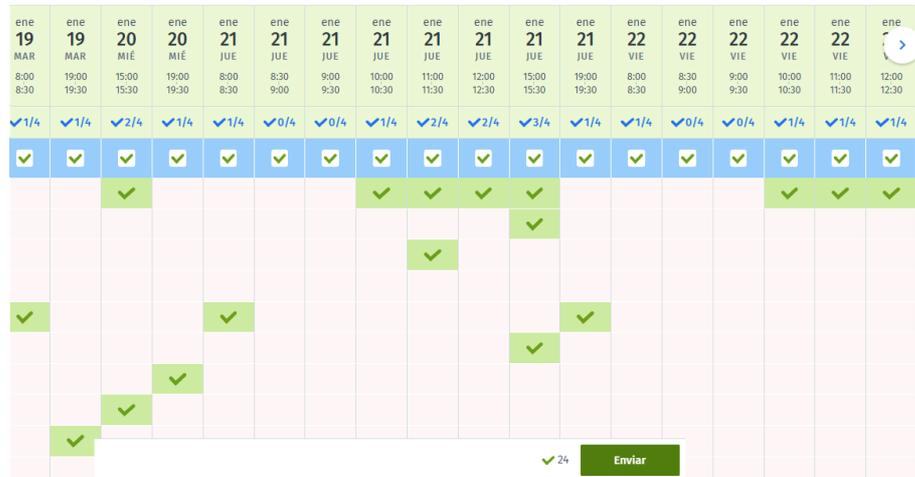 ene ene ene ene ene ene ene ene ene ene ene ene ene ene ene ene ene ene
19 19 20 20 21 21 21 21 21 21 21 21 22 22 22 22 22
MAR MAR MIÉ MIÉ JUE JUE JUE JUE JUE JUE JUE JUE VIE VIE VIE VIE VIE
8:00 19:00 15:00 19:00 8:00 8:30 9:00 10:00 11:00 12:00 15:00 19:00 8:00 8:30 9:00 10:00 11:00 12:00
8:30 19:30 15:30 19:30 8:30 9:00 9:30 10:30 11:30 12:30 15:30 19:30 8:30 9:00 9:30 10:30 11:30 12:30
1/4 1/4 2/4 1/4 1/4 0/4 0/4 1/4 2/4 2/4 3/4 1/4 1/4 0/4 0/4 1/4 1/4 1/4
24 Enviar